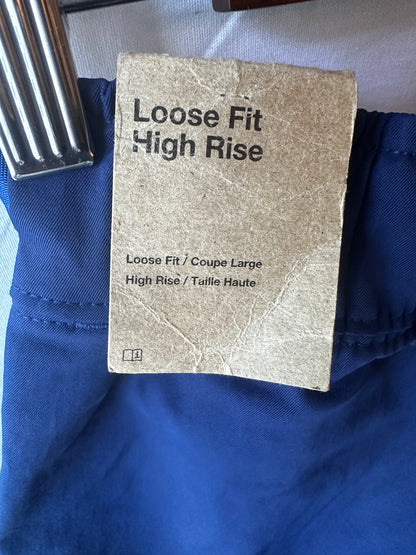 Loose Fit
High Rise
Loose Fit / Coupe Large
High Rise / Taille Haute
i